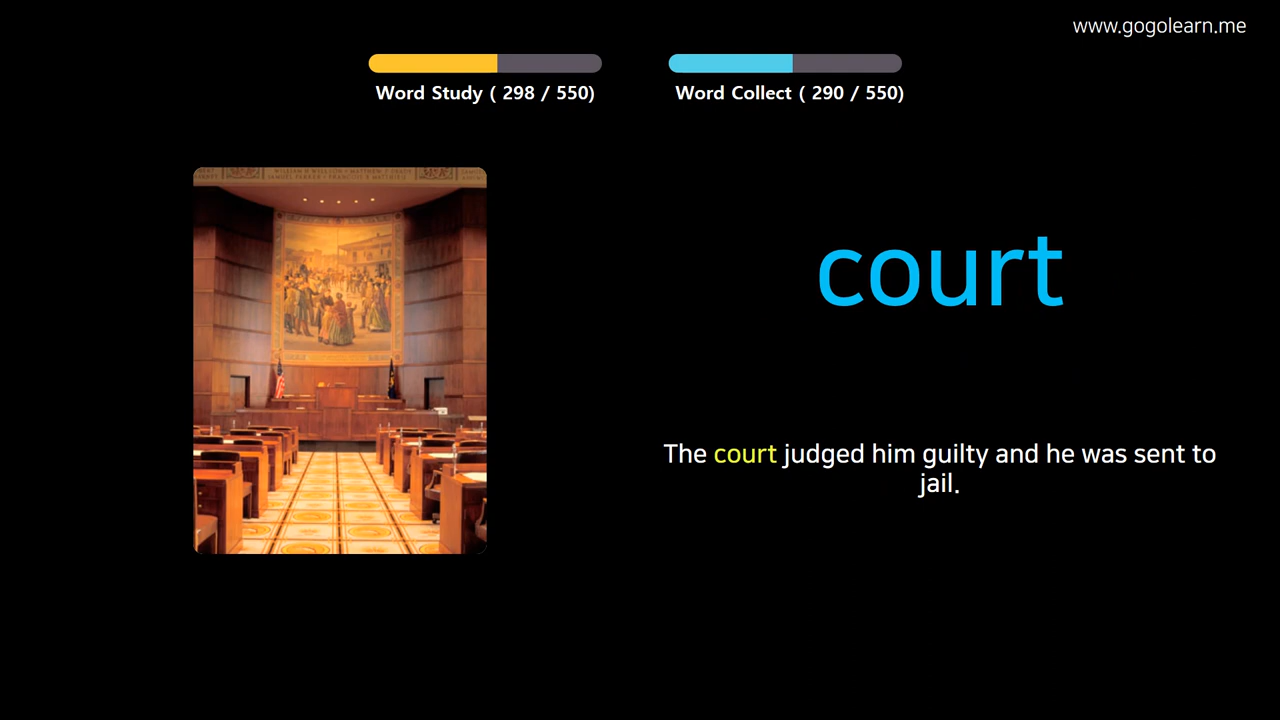 www.gogolearn.me
Word Study ( 298 / 550)
Word Collect ( 290 / 550)
court
The court judged him guilty and he was sent to
jail.